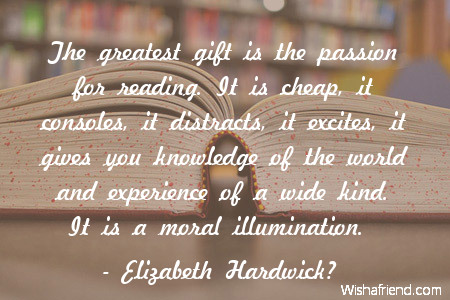 The greatest gift is the passion
for reading. It is cheap, it
consoles, it distracts, it excites, it
gives you knowledge of the world
and experience of a wide kind.
It is a moral illumination.
- Elizabeth Hardwick?
Wishafriend.com